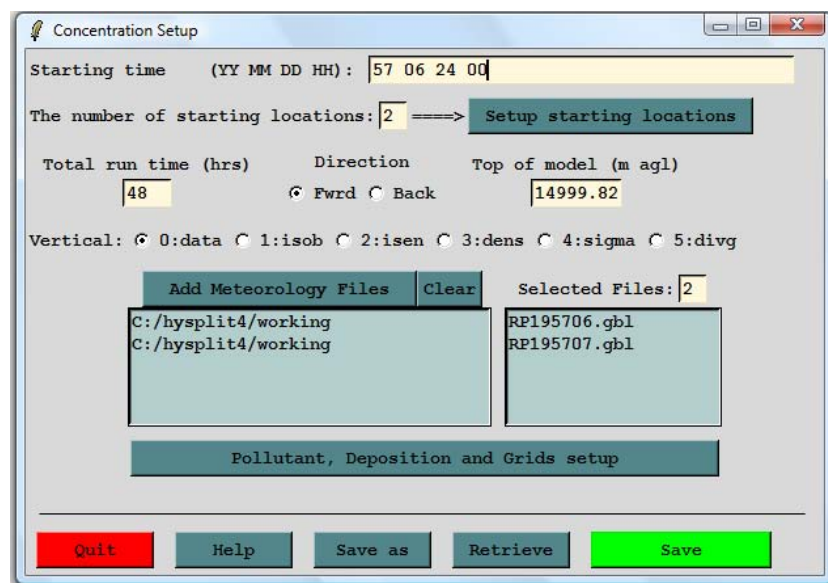 Concentration Setup
Starting time (YY MM DD HH): 57 06 24 00
The number of starting locations: 2 ====> Setup starting locations
Total run time (hrs) Direction Top of model (m agl)
48 Fwrd Back 14999.82
Vertical: 0:data 1:isob 2:isen 3:dens 4:sigma 5:divg
Add Meteorology Files Clear Selected Files: 2
C:/hysplit4/working RP195706.gbl
C:/hysplit4/working RP195707.gbl
Pollutant, Deposition and Grids setup
Quit Help Save as Retrieve Save